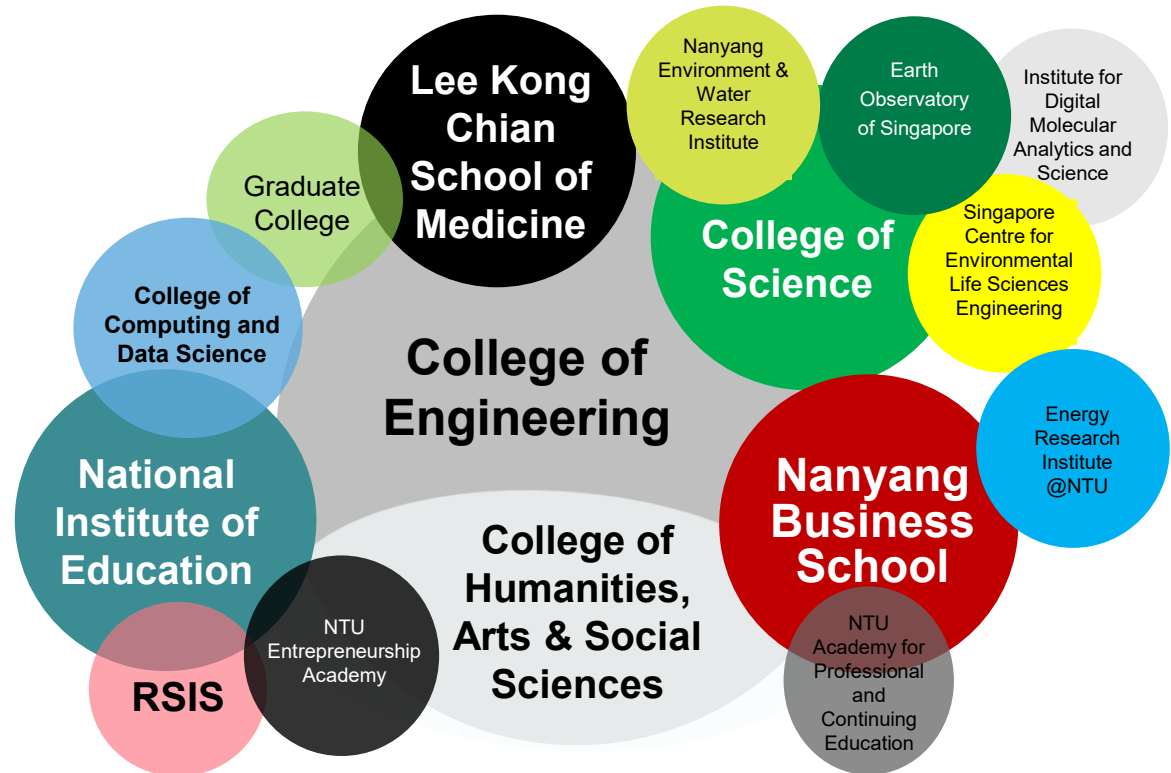 Lee Kong
Chian
School of
Medicine
Nanyang
Environment &
Water
Research
Institute
Earth
Observatory
of Singapore
Institute for
Digital
Molecular
Analytics and
Science
Graduate
College
College of
Science
Singapore
Centre for
Environmental
Life Sciences
Engineering
College of
Computing and
Data Science
College of
Engineering
Energy
Research
Institute
@NTU
National
Institute of
Education
Nanyang
Business
School
College of
Humanities,
Arts & Social
Sciences
NTU
Entrepreneurship
Academy
RSIS
NTU
Academy for
Professional
and
Continuing
Education